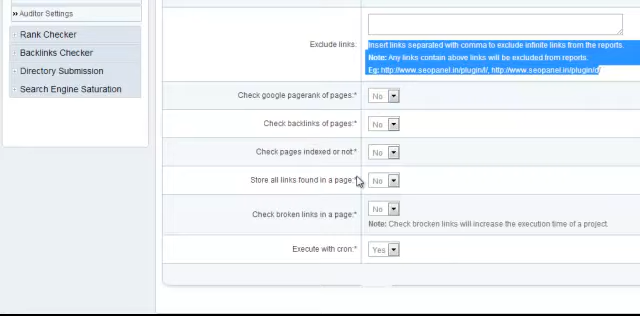 Auditor Settings
Rank Checker
Backlinks Checker
Directory Submission
Search Engine Saturation
Exclude links:
Insert links separated with comma to exclude infinite links from the reports.
Note: Any links contain above links will be excluded from reports.
Eg: http://www.seopanel.in/plugin/l/, http://www.seopanel.in/plugin/d/
Check google pagerank of pages:* No
Check backlinks of pages:* No
Check pages indexed or not:* No
Store all links found in a page:* No
Check broken links in a page:* No
Note: Check brocken links will increase the execution time of a project.
Execute with cron:* Yes